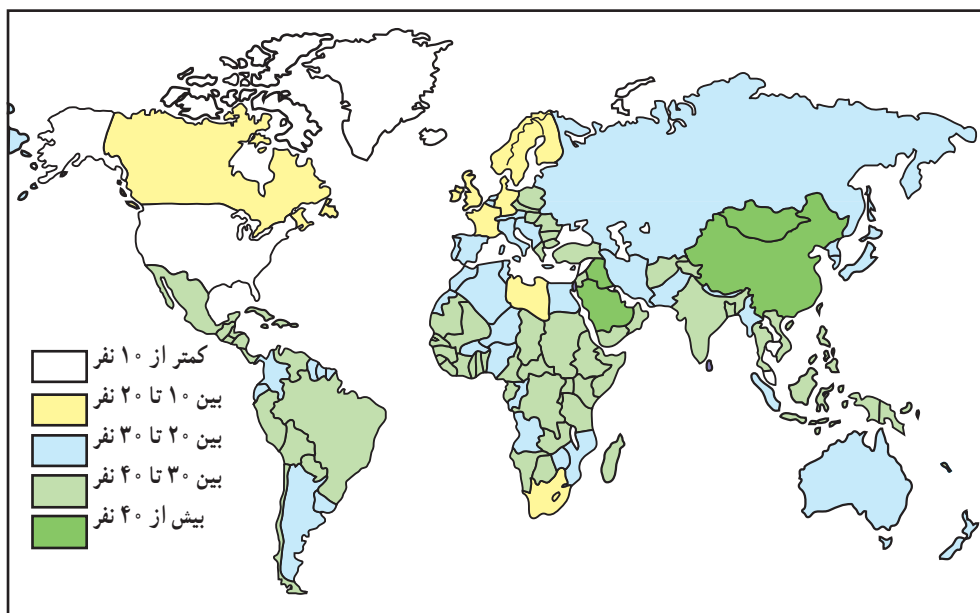 کمتر از ۱۰ نفر
بین ۱۰ تا ۲۰ نفر
بین ۲۰ تا ۳۰ نفر
بین ۳۰ تا ۴۰ نفر
بیش از ۴۰ نفر